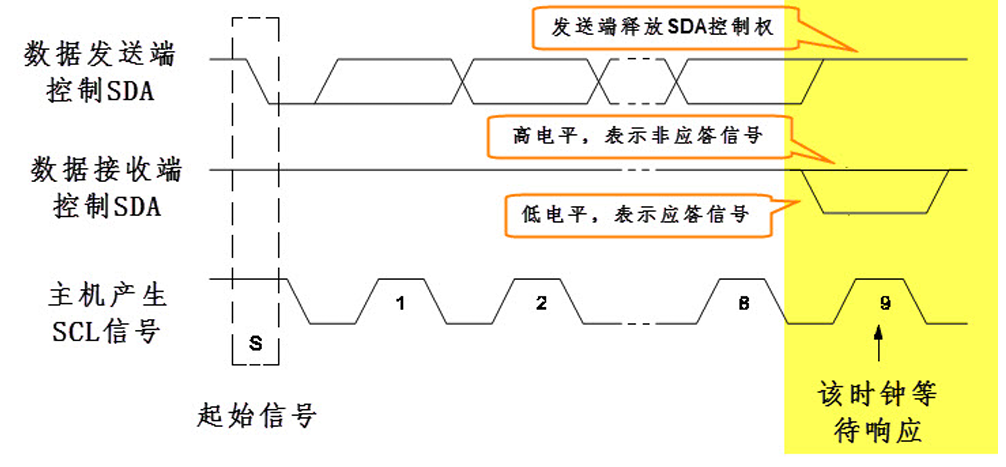 发送端释放SDA控制权
数据发送端
控制SDA
高电平，表示非应答信号
数据接收端
控制SDA
低电平，表示应答信号
主机产生
SCL信号
1
2
8
9
S
起始信号
该时钟等
待响应